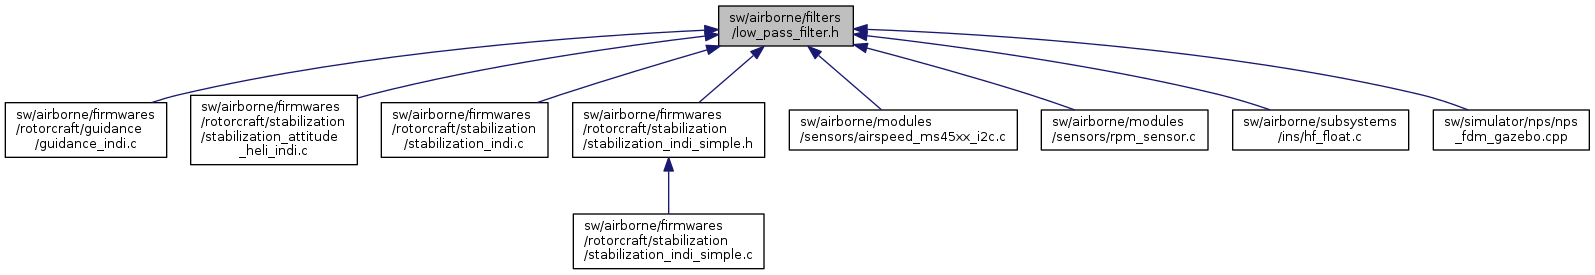 sw/airborne/filters
/low_pass_filter.h
sw/airborne/firmwares
/rotorcraft/guidance
/guidance_indi.c
sw/airborne/firmwares
/rotorcraft/stabilization
/stabilization_attitude
_heli_indi.c
sw/airborne/firmwares
/rotorcraft/stabilization
/stabilization_indi.c
sw/airborne/firmwares
/rotorcraft/stabilization
/stabilization_indi_simple.h
sw/airborne/modules
/sensors/airspeed_ms45xx_i2c.c
sw/airborne/modules
/sensors/rpm_sensor.c
sw/airborne/subsystems
/ins/hf_float.c
sw/simulator/nps/nps
_fdm_gazebo.cpp
sw/airborne/firmwares
/rotorcraft/stabilization
/stabilization_indi_simple.c